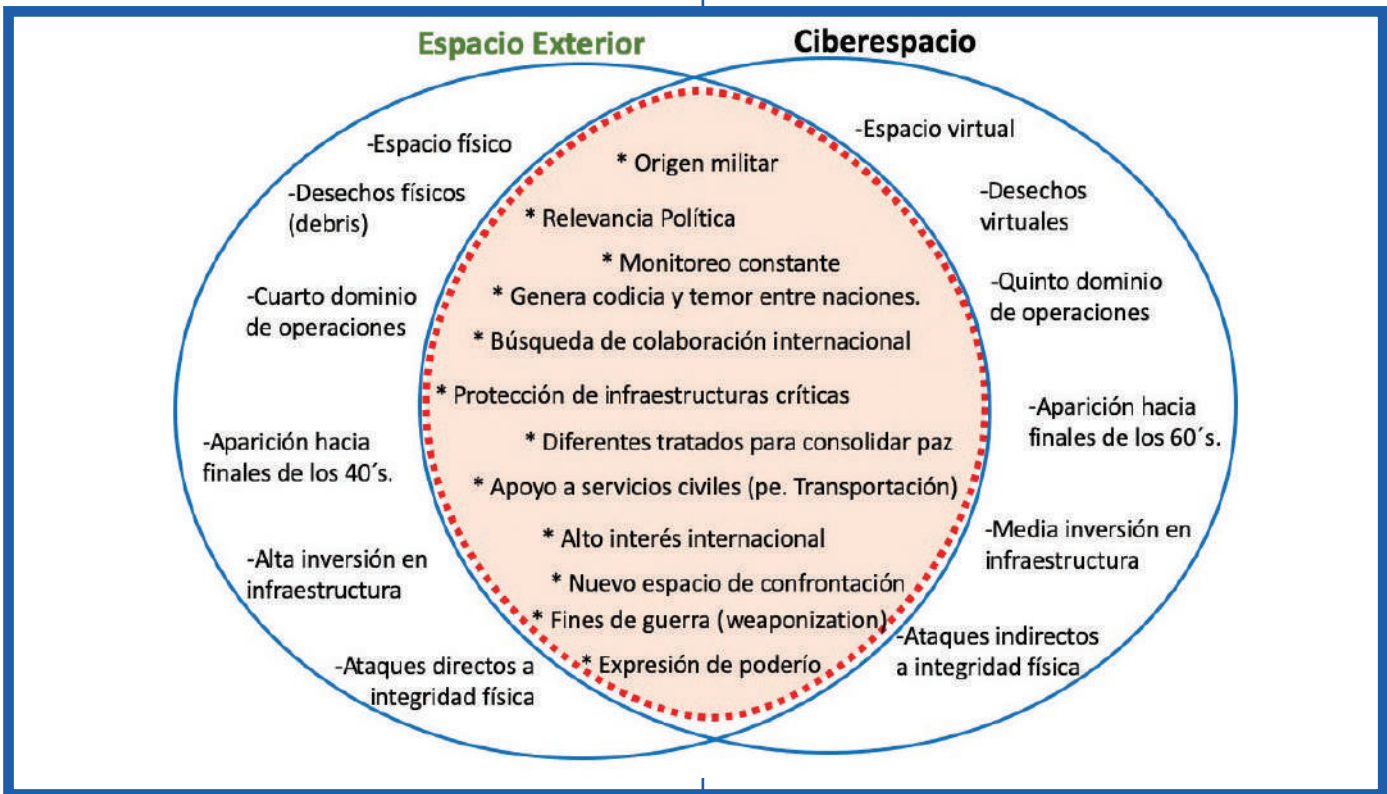 Espacio Exterior
Ciberespacio
-Espacio físico
-Desechos físicos
(debris)
-Cuarto dominio
de operaciones
-Aparición hacia
finales de los 40´s.
-Alta inversión en
infraestructura
-Ataques directos a
integridad física
* Origen militar
* Relevancia Política
* Monitoreo constante
* Genera codicia y temor entre naciones.
* Búsqueda de colaboración internacional
* Protección de infraestructuras críticas
* Diferentes tratados para consolidar paz
* Apoyo a servicios civiles (pe. Transportación)
* Alto interés internacional
* Nuevo espacio de confrontación
* Fines de guerra (weaponization)
* Expresión de poderío
-Espacio virtual
-Desechos
virtuales
-Quinto dominio
de operaciones
-Aparición hacia
finales de los 60´s.
-Media inversión en
infraestructura
-Ataques indirectos
a integridad física